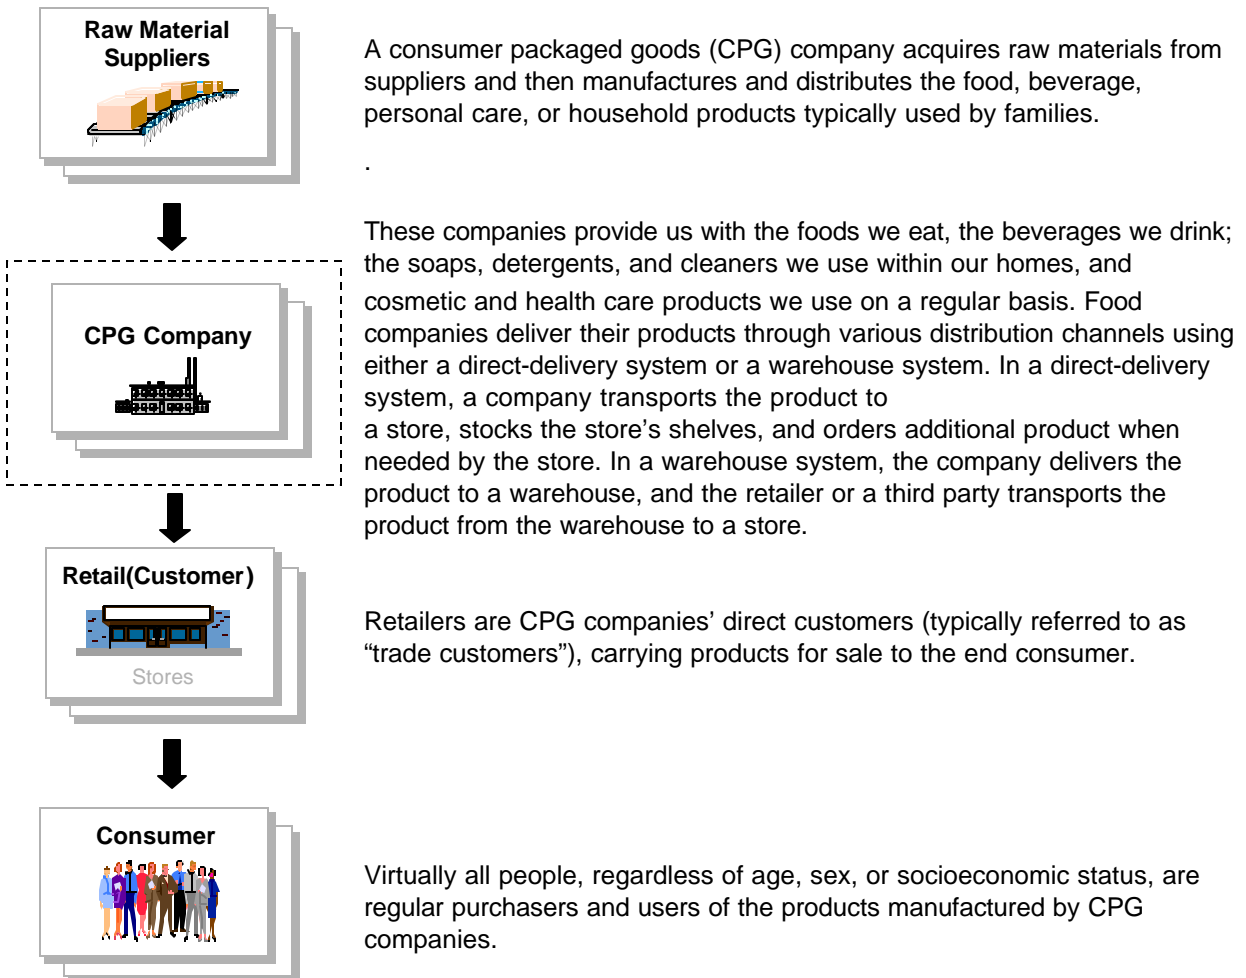 Raw Material
Suppliers
A consumer packaged goods (CPG) company acquires raw materials from
suppliers and then manufactures and distributes the food, beverage,
personal care, or household products typically used by families.
.
These companies provide us with the foods we eat, the beverages we drink;
the soaps, detergents, and cleaners we use within our homes, and
cosmetic and health care products we use on a regular basis. Food
companies deliver their products through various distribution channels using
either a direct-delivery system or a warehouse system. In a direct-delivery
system, a company transports the product to
a store, stocks the store’s shelves, and orders additional product when
needed by the store. In a warehouse system, the company delivers the
product to a warehouse, and the retailer or a third party transports the
product from the warehouse to a store.
CPG Company
Retail(Customer)
Stores
Retailers are CPG companies’ direct customers (typically referred to as
“trade customers”), carrying products for sale to the end consumer.
Consumer
Virtually all people, regardless of age, sex, or socioeconomic status, are
regular purchasers and users of the products manufactured by CPG
companies.